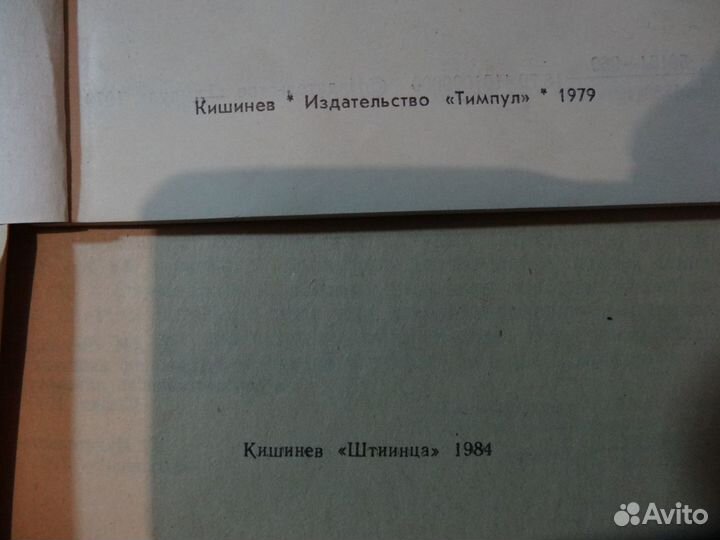 Кишинев * Издательство «Тимпул» * 1979
Кишинев «Штиинца» 1984
Avito